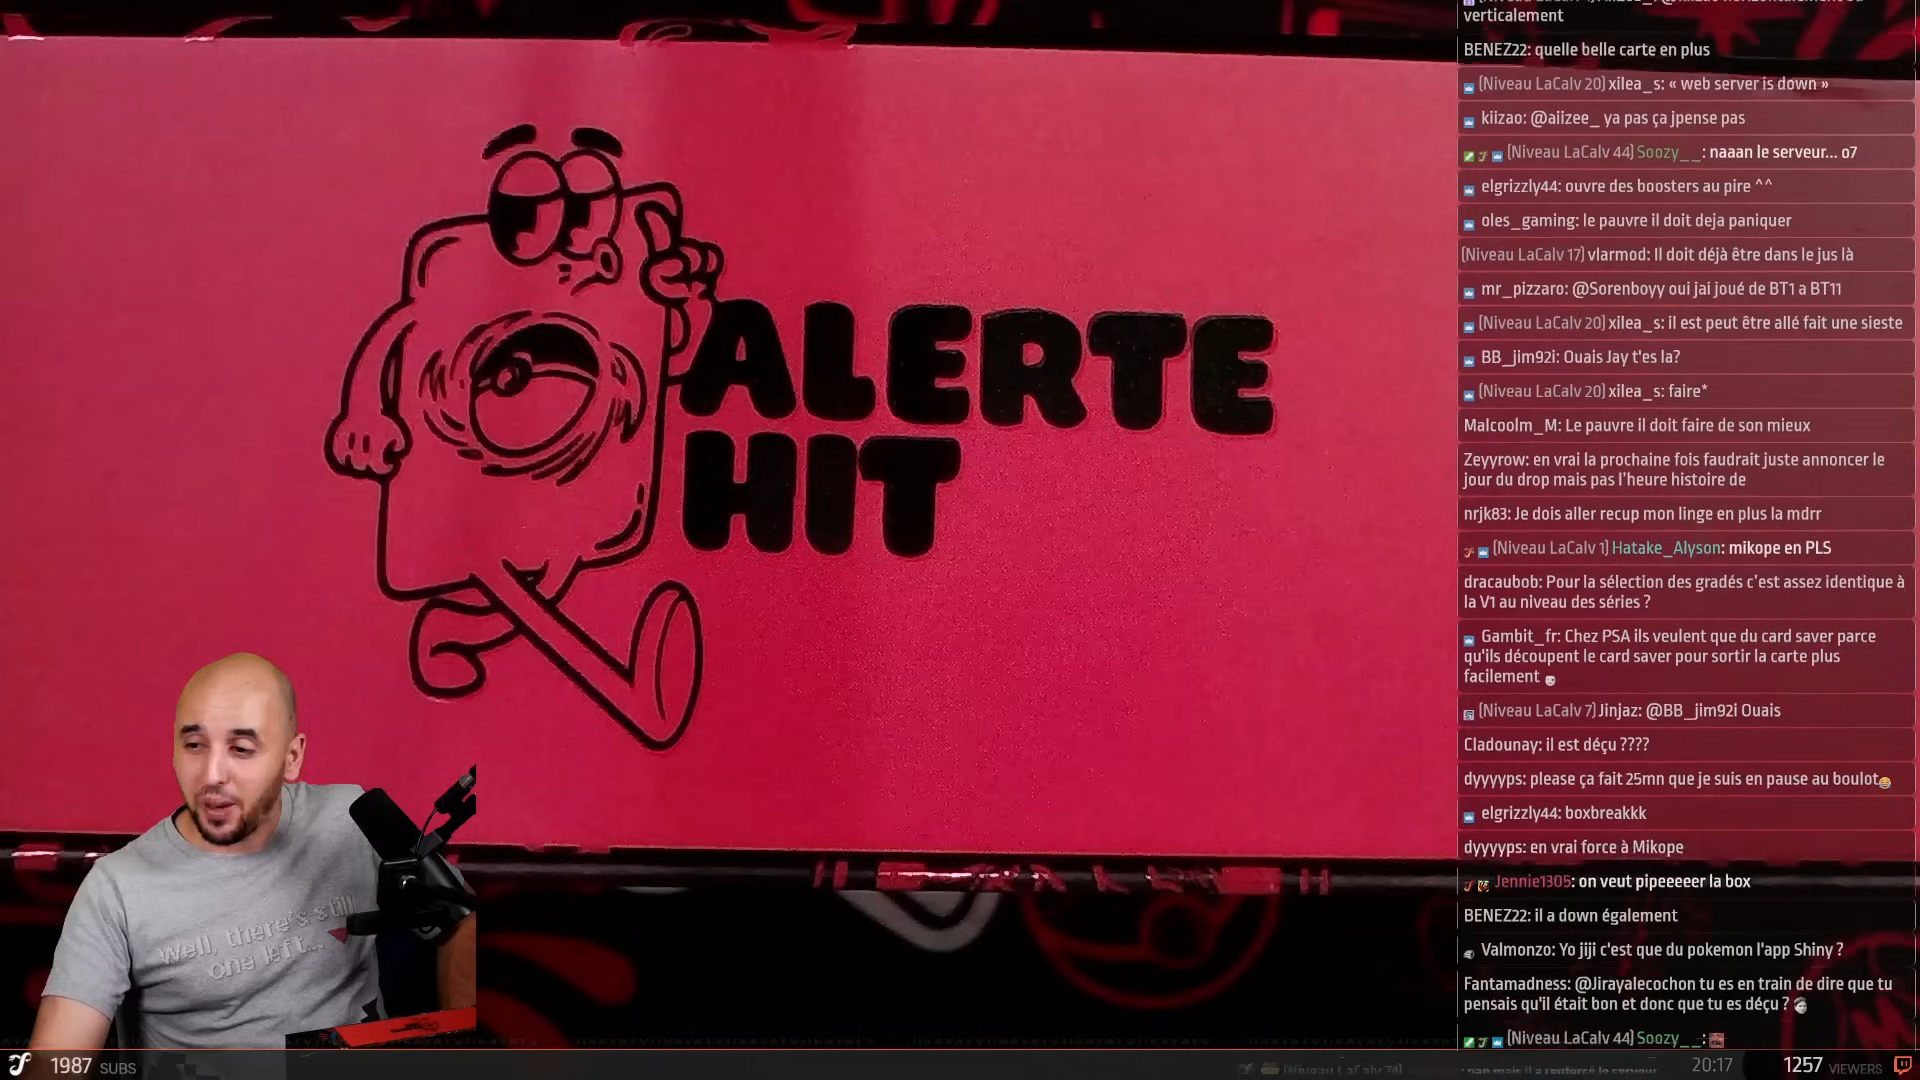 verticalement
BENEZ22: quelle belle carte en plus
[Niveau LaCalv 20] xilea_s: « web server is down »
kiizao: @aiizee_ ya pas ça jpense pas
[Niveau LaCalv 44] Soozy__: naaan le serveur... o7
elgrizzly44: ouvre des boosters au pire ^^
oles_gaming: le pauvre il doit deja paniquer
[Niveau LaCalv 17] vlarmod: Il doit déjà être dans le jus là
mr_pizzaro: @Sorenboyy oui jai joué de BT1 a BT11
[Niveau LaCalv 20] xilea_s: il est peut être allé fait une sieste
BB_jim92i: Ouais Jay t'es la?
[Niveau LaCalv 20] xilea_s: faire*
Malcoolm_M: Le pauvre il doit faire de son mieux
Zeyyrow: en vrai la prochaine fois faudrait juste annoncer le
jour du drop mais pas l'heure histoire de
nrjk83: Je dois aller recup mon linge en plus la mdrr
[Niveau LaCalv 1] Hatake_Alyson: mikope en PLS
dracaubob: Pour la sélection des gradés c'est assez identique à
la V1 au niveau des séries ?
Gambit_fr: Chez PSA ils veulent que du card saver parce
qu'ils découpent le card saver pour sortir la carte plus
facilement
[Niveau LaCalv 7] Jinjaz: @BB_jim92i Ouais
Cladounay: il est déçu ????
dyyyyps: please ça fait 25mn que je suis en pause au boulot
elgrizzly44: boxbreakkk
dyyyyps: en vrai force à Mikope
Jennie1305: on veut pipeeeeer la box
BENEZ22: il a down également
Valmonzo: Yo jiji c'est que du pokemon l'app Shiny ?
Fantamadness: @Jirayalecochon tu es en train de dire que tu
pensais qu'il était bon et donc que tu es déçu ?
[Niveau LaCalv 44] Soozy__:
ALERTE
HIT
Well, there's still
one left...
1987 SUBS
20:17
1257 VIEWERS